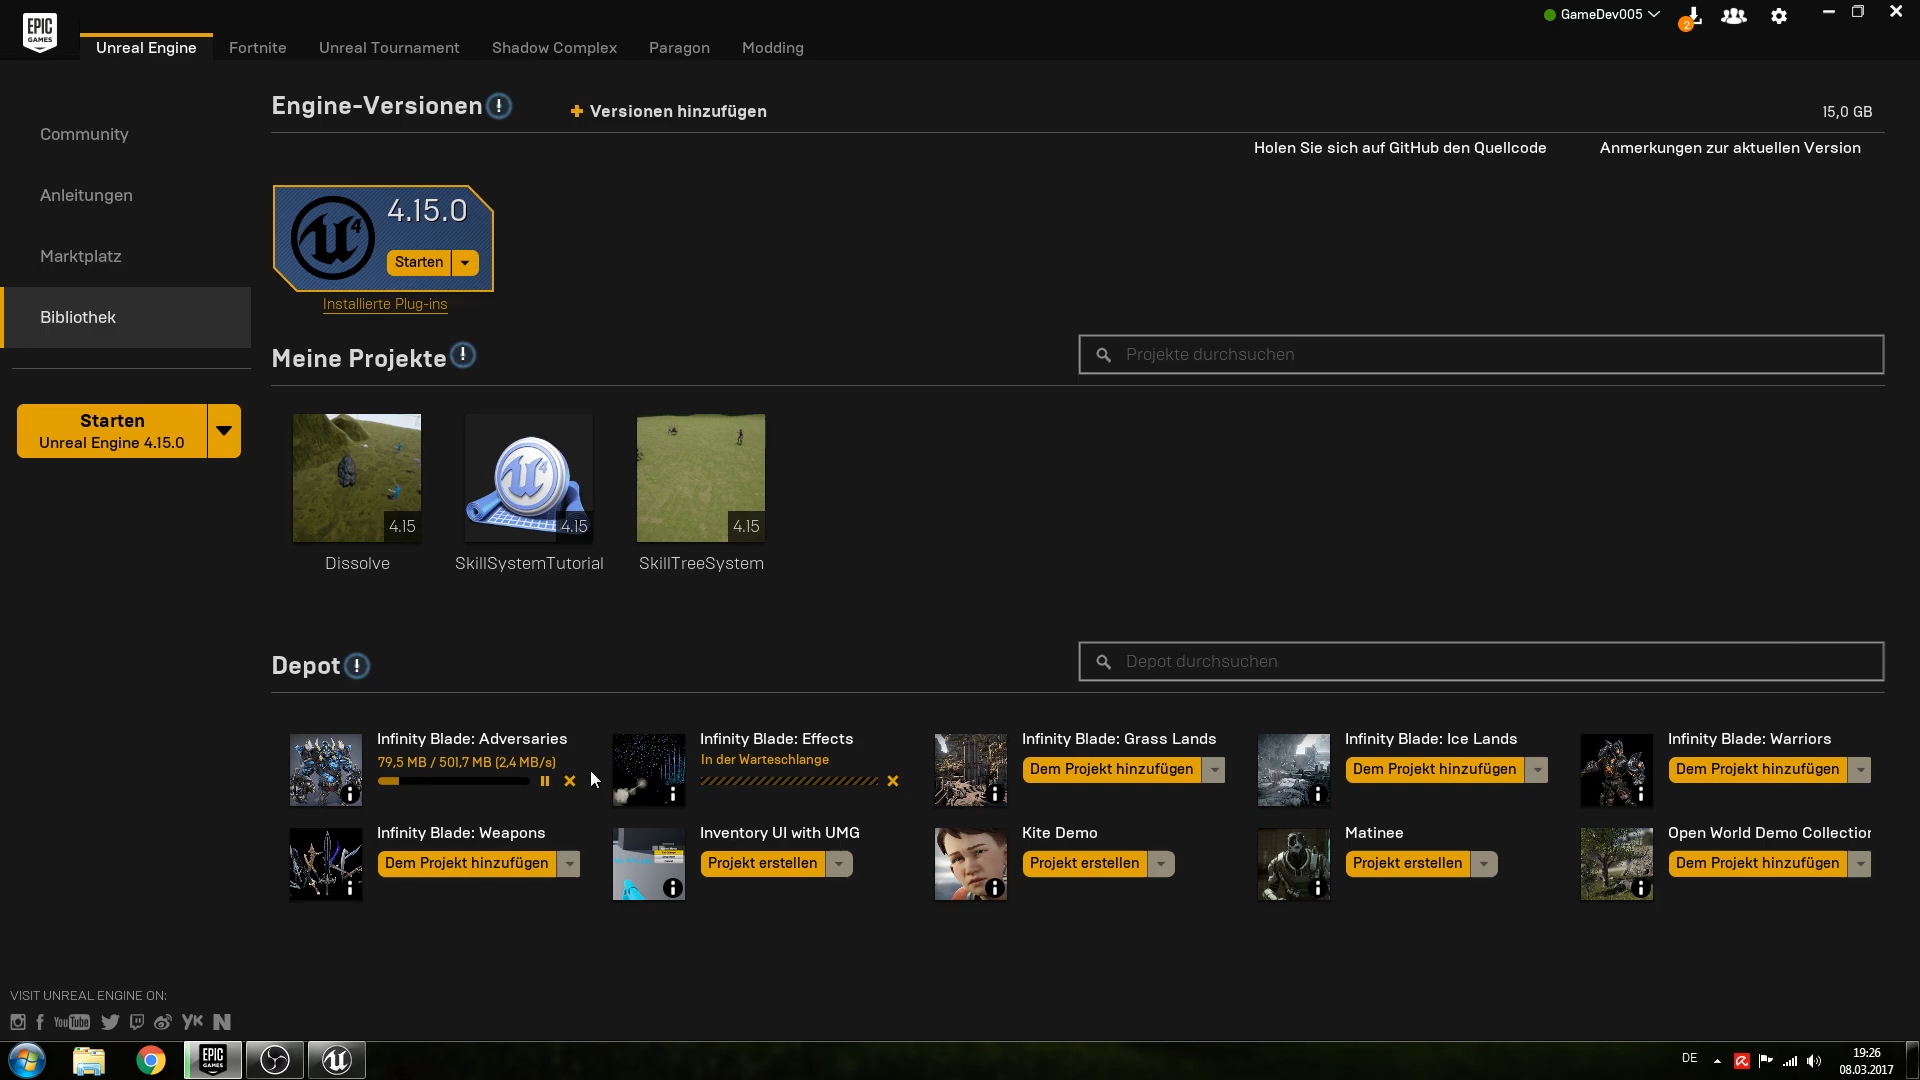 EPIC GAMES
Unreal Engine
Fortnite
Unreal Tournament
Shadow Complex
Paragon
Modding
GameDev005
2
Community
Anleitungen
Marktplatz
Bibliothek
Starten
Unreal Engine 4.15.0
Engine-Versionen
Versionen hinzufügen
15,0 GB
Holen Sie sich auf GitHub den Quellcode
Anmerkungen zur aktuellen Version
4.15.0
Starten
Installierte Plug-ins
Meine Projekte
Projekte durchsuchen
4.15
4.15
4.15
Dissolve
SkillSystemTutorial
SkillTreeSystem
Depot
Depot durchsuchen
Infinity Blade: Adversaries
79,5 MB / 501,7 MB (2,4 MB/s)
Infinity Blade: Effects
In der Warteschlange
Infinity Blade: Grass Lands
Dem Projekt hinzufügen
Infinity Blade: Ice Lands
Dem Projekt hinzufügen
Infinity Blade: Warriors
Dem Projekt hinzufügen
Infinity Blade: Weapons
Dem Projekt hinzufügen
Inventory UI with UMG
Projekt erstellen
Kite Demo
Projekt erstellen
Matinee
Projekt erstellen
Open World Demo Collection
Dem Projekt hinzufügen
VISIT UNREAL ENGINE ON:
YouTube
EPIC GAMES
DE
19:26
08.03.2017